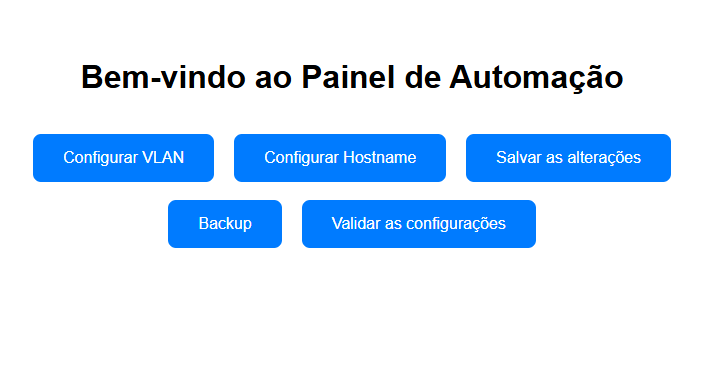 Bem-vindo ao Painel de Automação
Configurar VLAN
Configurar Hostname
Salvar as alterações
Backup
Validar as configurações